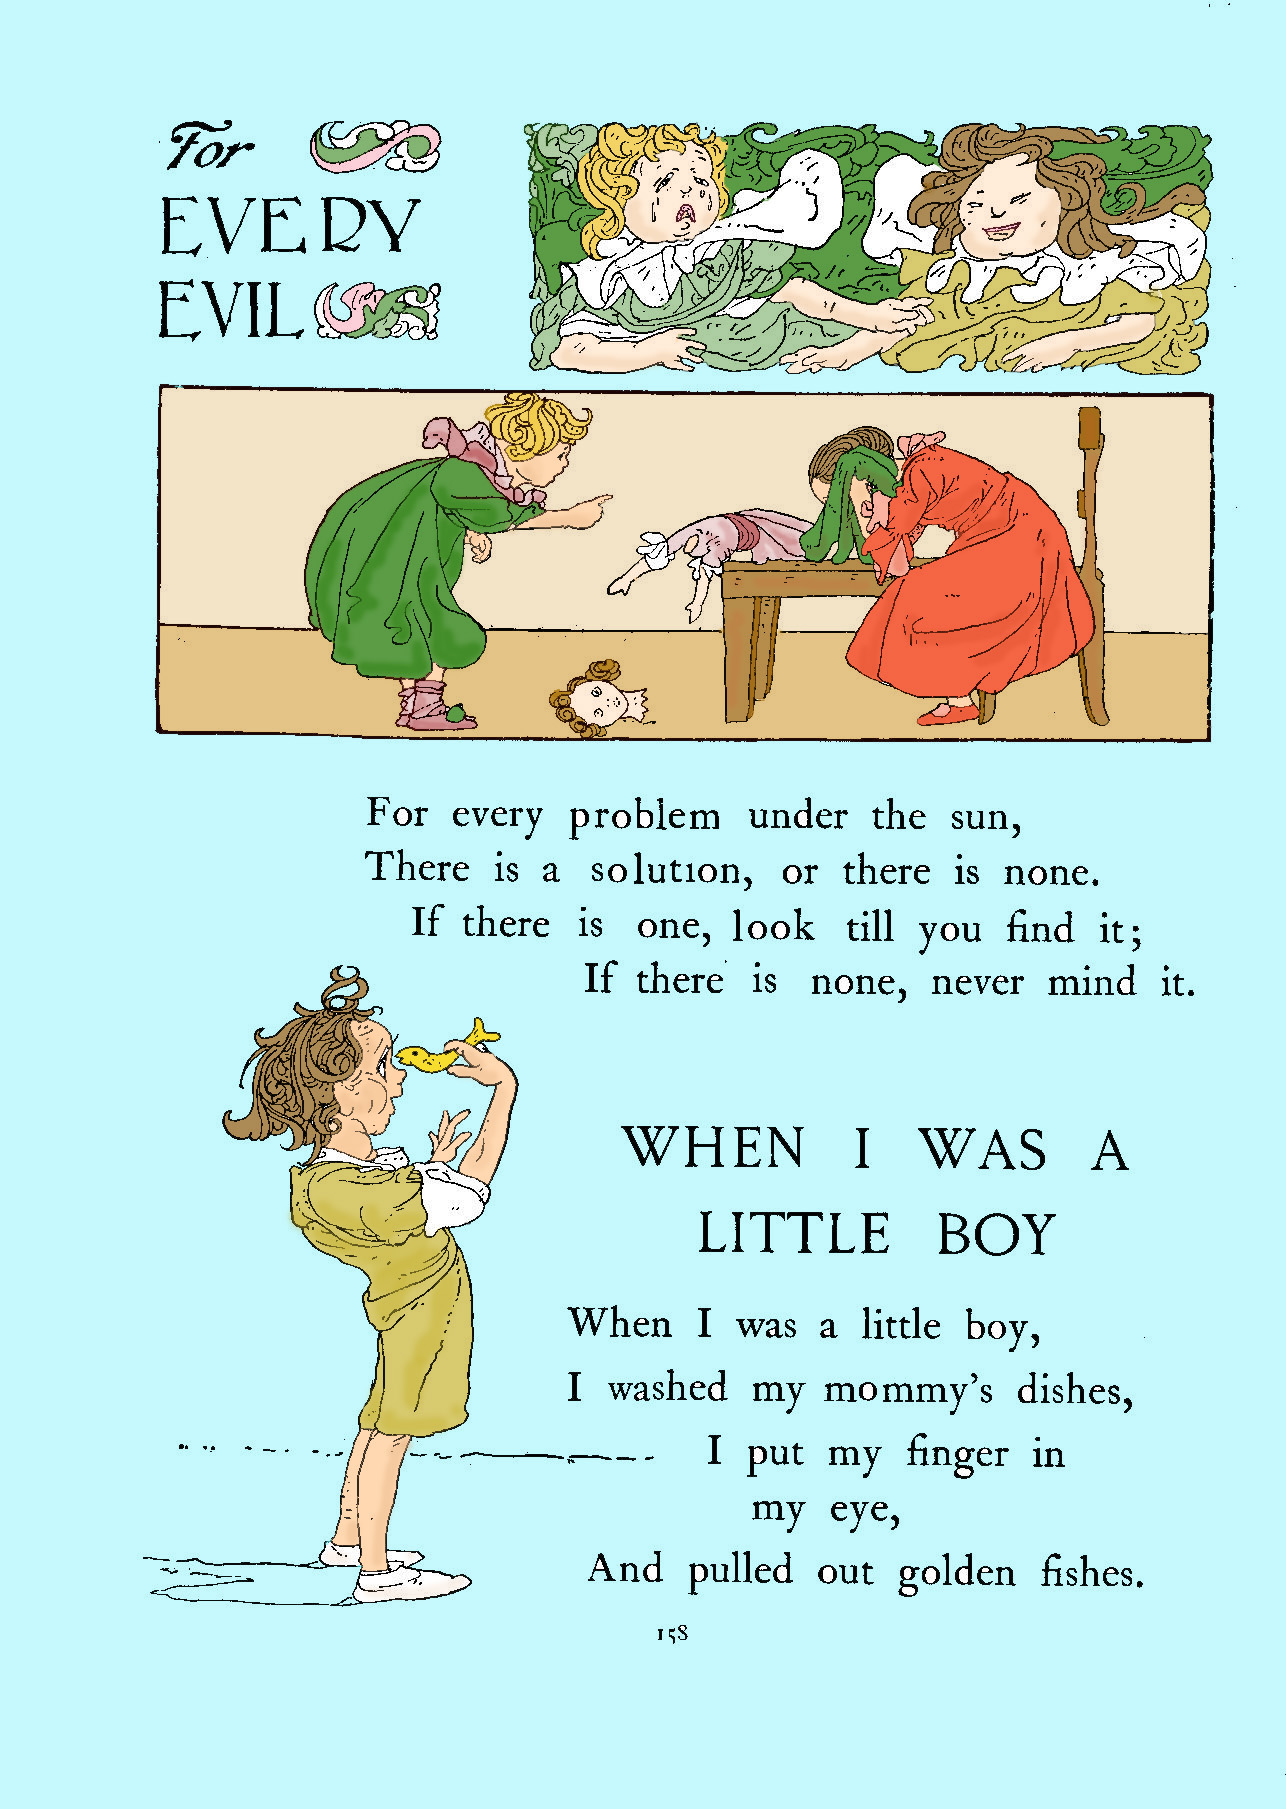 For
EVERY
EVIL
For every problem under the sun,
There is a solution, or there is none.
If there is one, look till you find it;
If there is none, never mind it.
WHEN I WAS A
LITTLE BOY
When I was a little boy,
I washed my mommy's dishes,
I put my finger in
my eye,
And pulled out golden fishes.
158